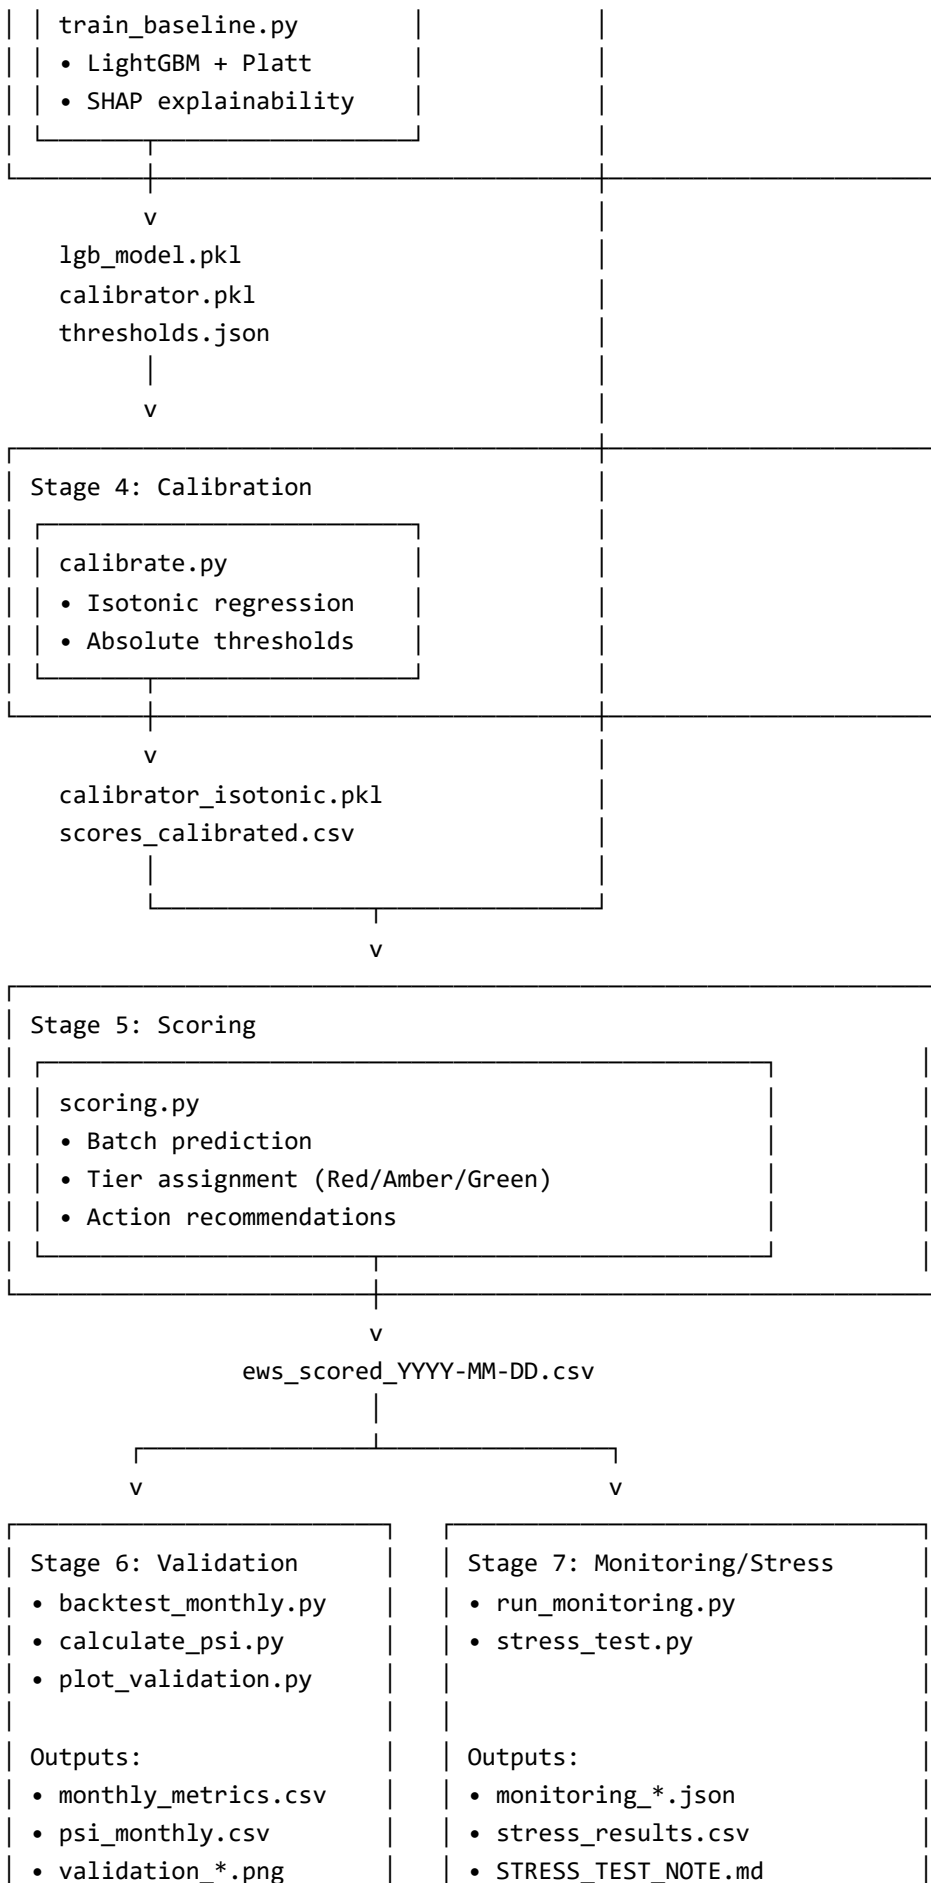 train_baseline.py
• LightGBM + Platt
• SHAP explainability
v
lgb_model.pkl
calibrator.pkl
thresholds.json
v
Stage 4: Calibration
calibrate.py
• Isotonic regression
• Absolute thresholds
v
calibrator_isotonic.pkl
scores_calibrated.csv
v
Stage 5: Scoring
scoring.py
• Batch prediction
• Tier assignment (Red/Amber/Green)
• Action recommendations
v
ews_scored_YYYY-MM-DD.csv
v
v
Stage 6: Validation
• backtest_monthly.py
• calculate_psi.py
• plot_validation.py
Outputs:
• monthly_metrics.csv
• psi_monthly.csv
• validation_*.png
Stage 7: Monitoring/Stress
• run_monitoring.py
• stress_test.py
Outputs:
• monitoring_*.json
• stress_results.csv
• STRESS_TEST_NOTE.md